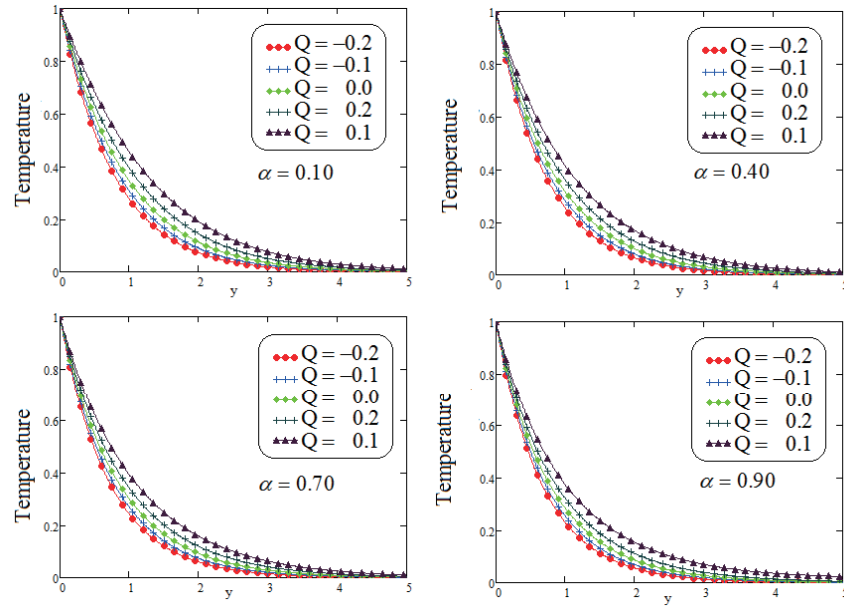 1
0.8
0.6
0.4
0.2
0
Temperature
Q = −0.2
Q = −0.1
Q = 0.0
Q = 0.2
Q = 0.1
α = 0.10
0 1 2 3 4 5
y
1
0.8
0.6
0.4
0.2
0
Temperature
Q = −0.2
Q = −0.1
Q = 0.0
Q = 0.2
Q = 0.1
α = 0.40
0 1 2 3 4 5
y
1
0.8
0.6
0.4
0.2
0
Temperature
Q = −0.2
Q = −0.1
Q = 0.0
Q = 0.2
Q = 0.1
α = 0.70
0 1 2 3 4 5
y
1
0.8
0.6
0.4
0.2
0
Temperature
Q = −0.2
Q = −0.1
Q = 0.0
Q = 0.2
Q = 0.1
α = 0.90
0 1 2 3 4 5
y